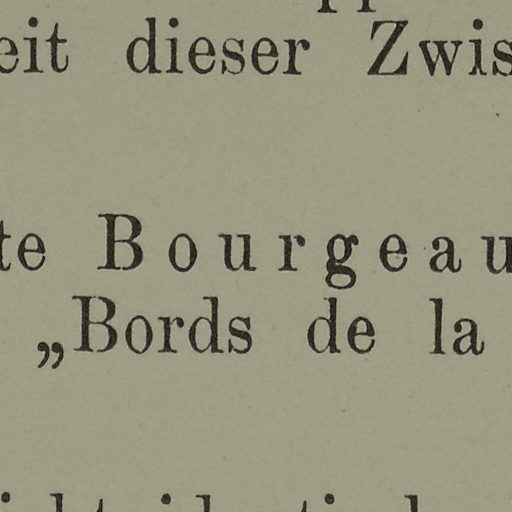 eit dieser Zwis
te Bourgeau
„Bords de la